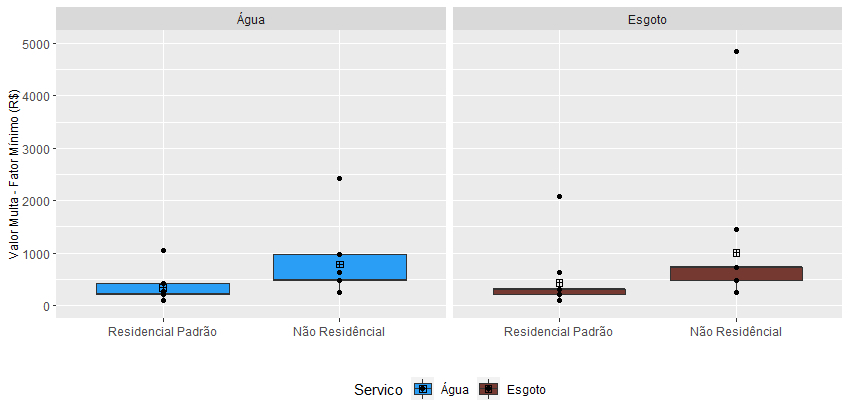 Água
Esgoto
Valor Multa - Fator Mínimo (R$)
5000
4000
3000
2000
1000
0
Residencial Padrão
Não Residêncial
Residencial Padrão
Não Residêncial
Servico
Água
Esgoto